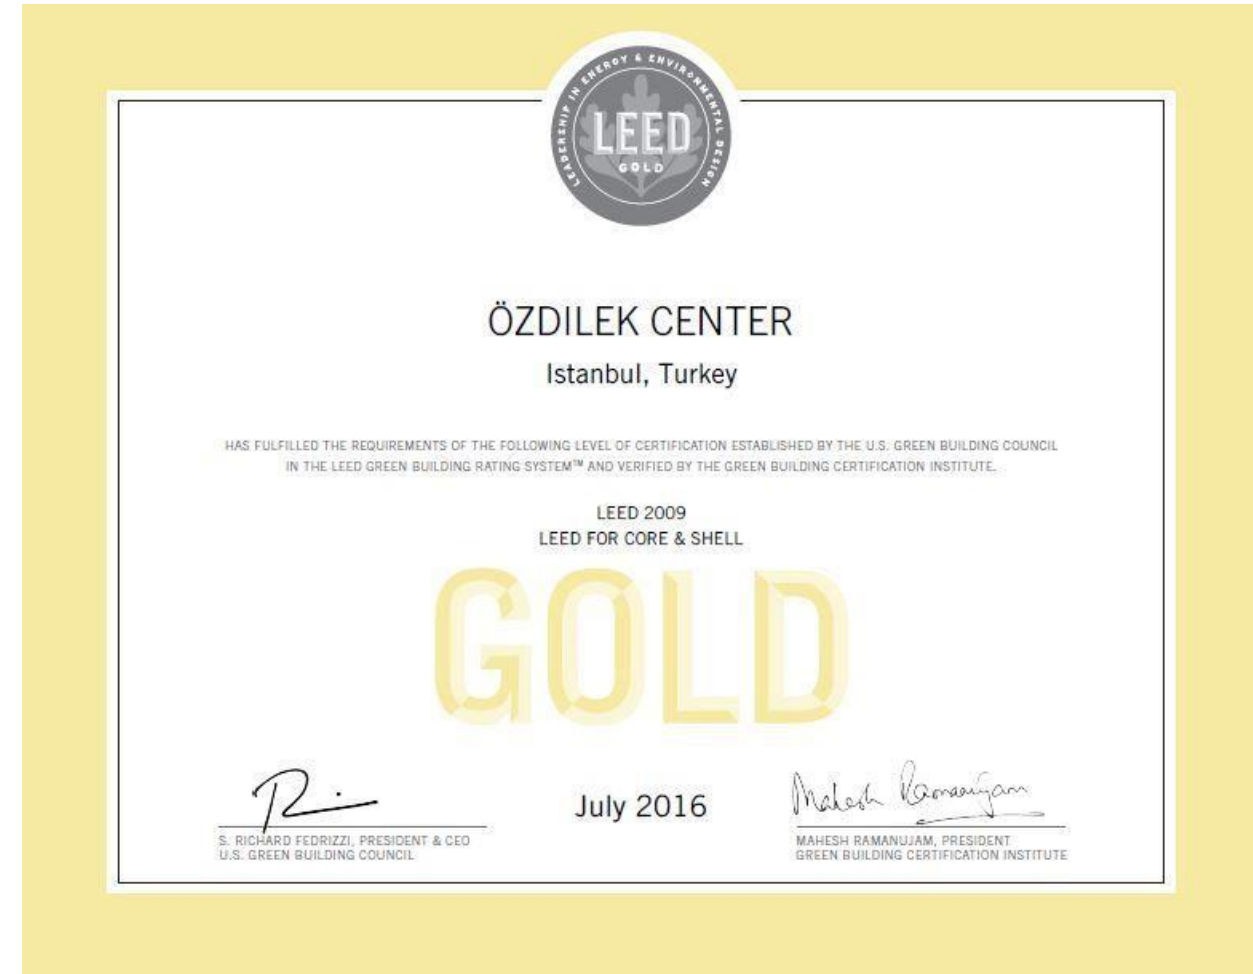 LEADERSHIP IN ENERGY & ENVIRONMENTAL DESIGN
LEED
GOLD
ÖZDILEK CENTER
Istanbul, Turkey
HAS FULFILLED THE REQUIREMENTS OF THE FOLLOWING LEVEL OF CERTIFICATION ESTABLISHED BY THE U.S. GREEN BUILDING COUNCIL
IN THE LEED GREEN BUILDING RATING SYSTEM™ AND VERIFIED BY THE GREEN BUILDING CERTIFICATION INSTITUTE.
LEED 2009
LEED FOR CORE & SHELL
GOLD
July 2016
Mahesh Ramanujam
S. RICHARD FEDRIZZI, PRESIDENT & CEO
U.S. GREEN BUILDING COUNCIL
MAHESH RAMANUJAM, PRESIDENT
GREEN BUILDING CERTIFICATION INSTITUTE